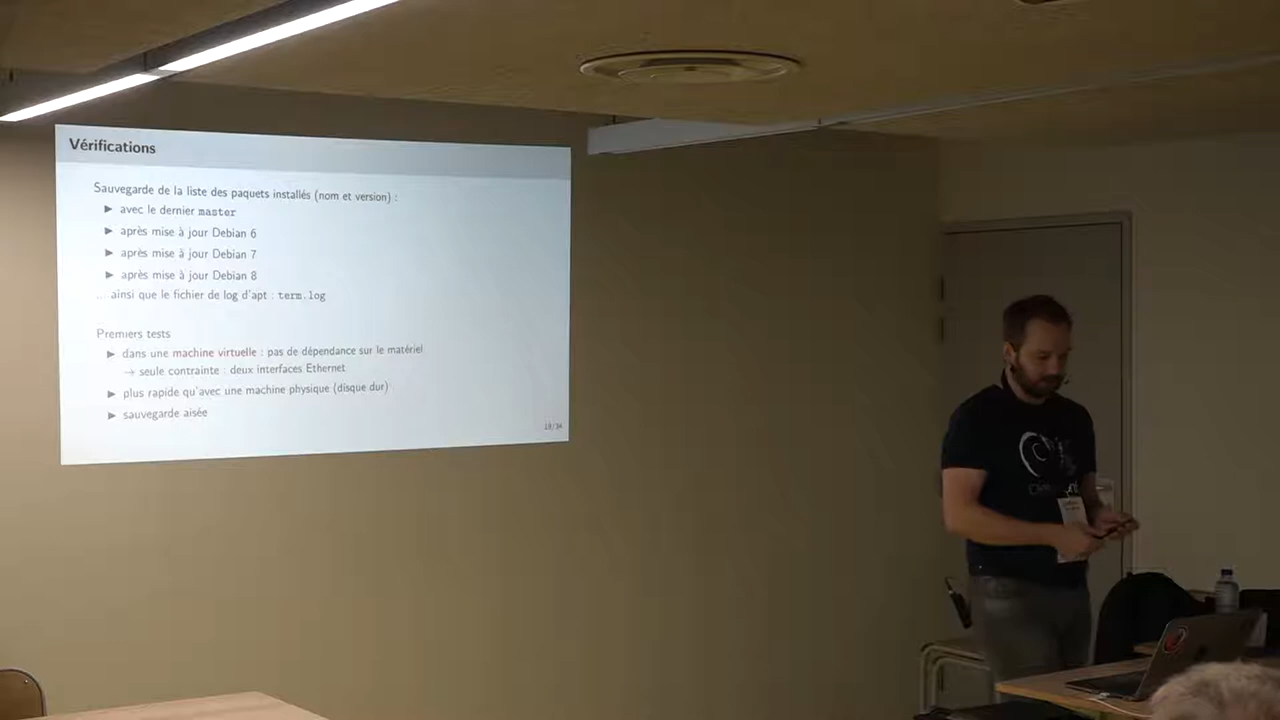 Vérifications
Sauvegarde de la liste des paquets installés (nom et version) :
▶ avec le dernier master
▶ après mise à jour Debian 6
▶ après mise à jour Debian 7
▶ après mise à jour Debian 8
... ainsi que le fichier de log d'apt : term.log
Premiers tests
▶ dans une machine virtuelle : pas de dépendance sur le matériel
→ seule contrainte : deux interfaces Ethernet
▶ plus rapide qu'avec une machine physique (disque dur)
▶ sauvegarde aisée